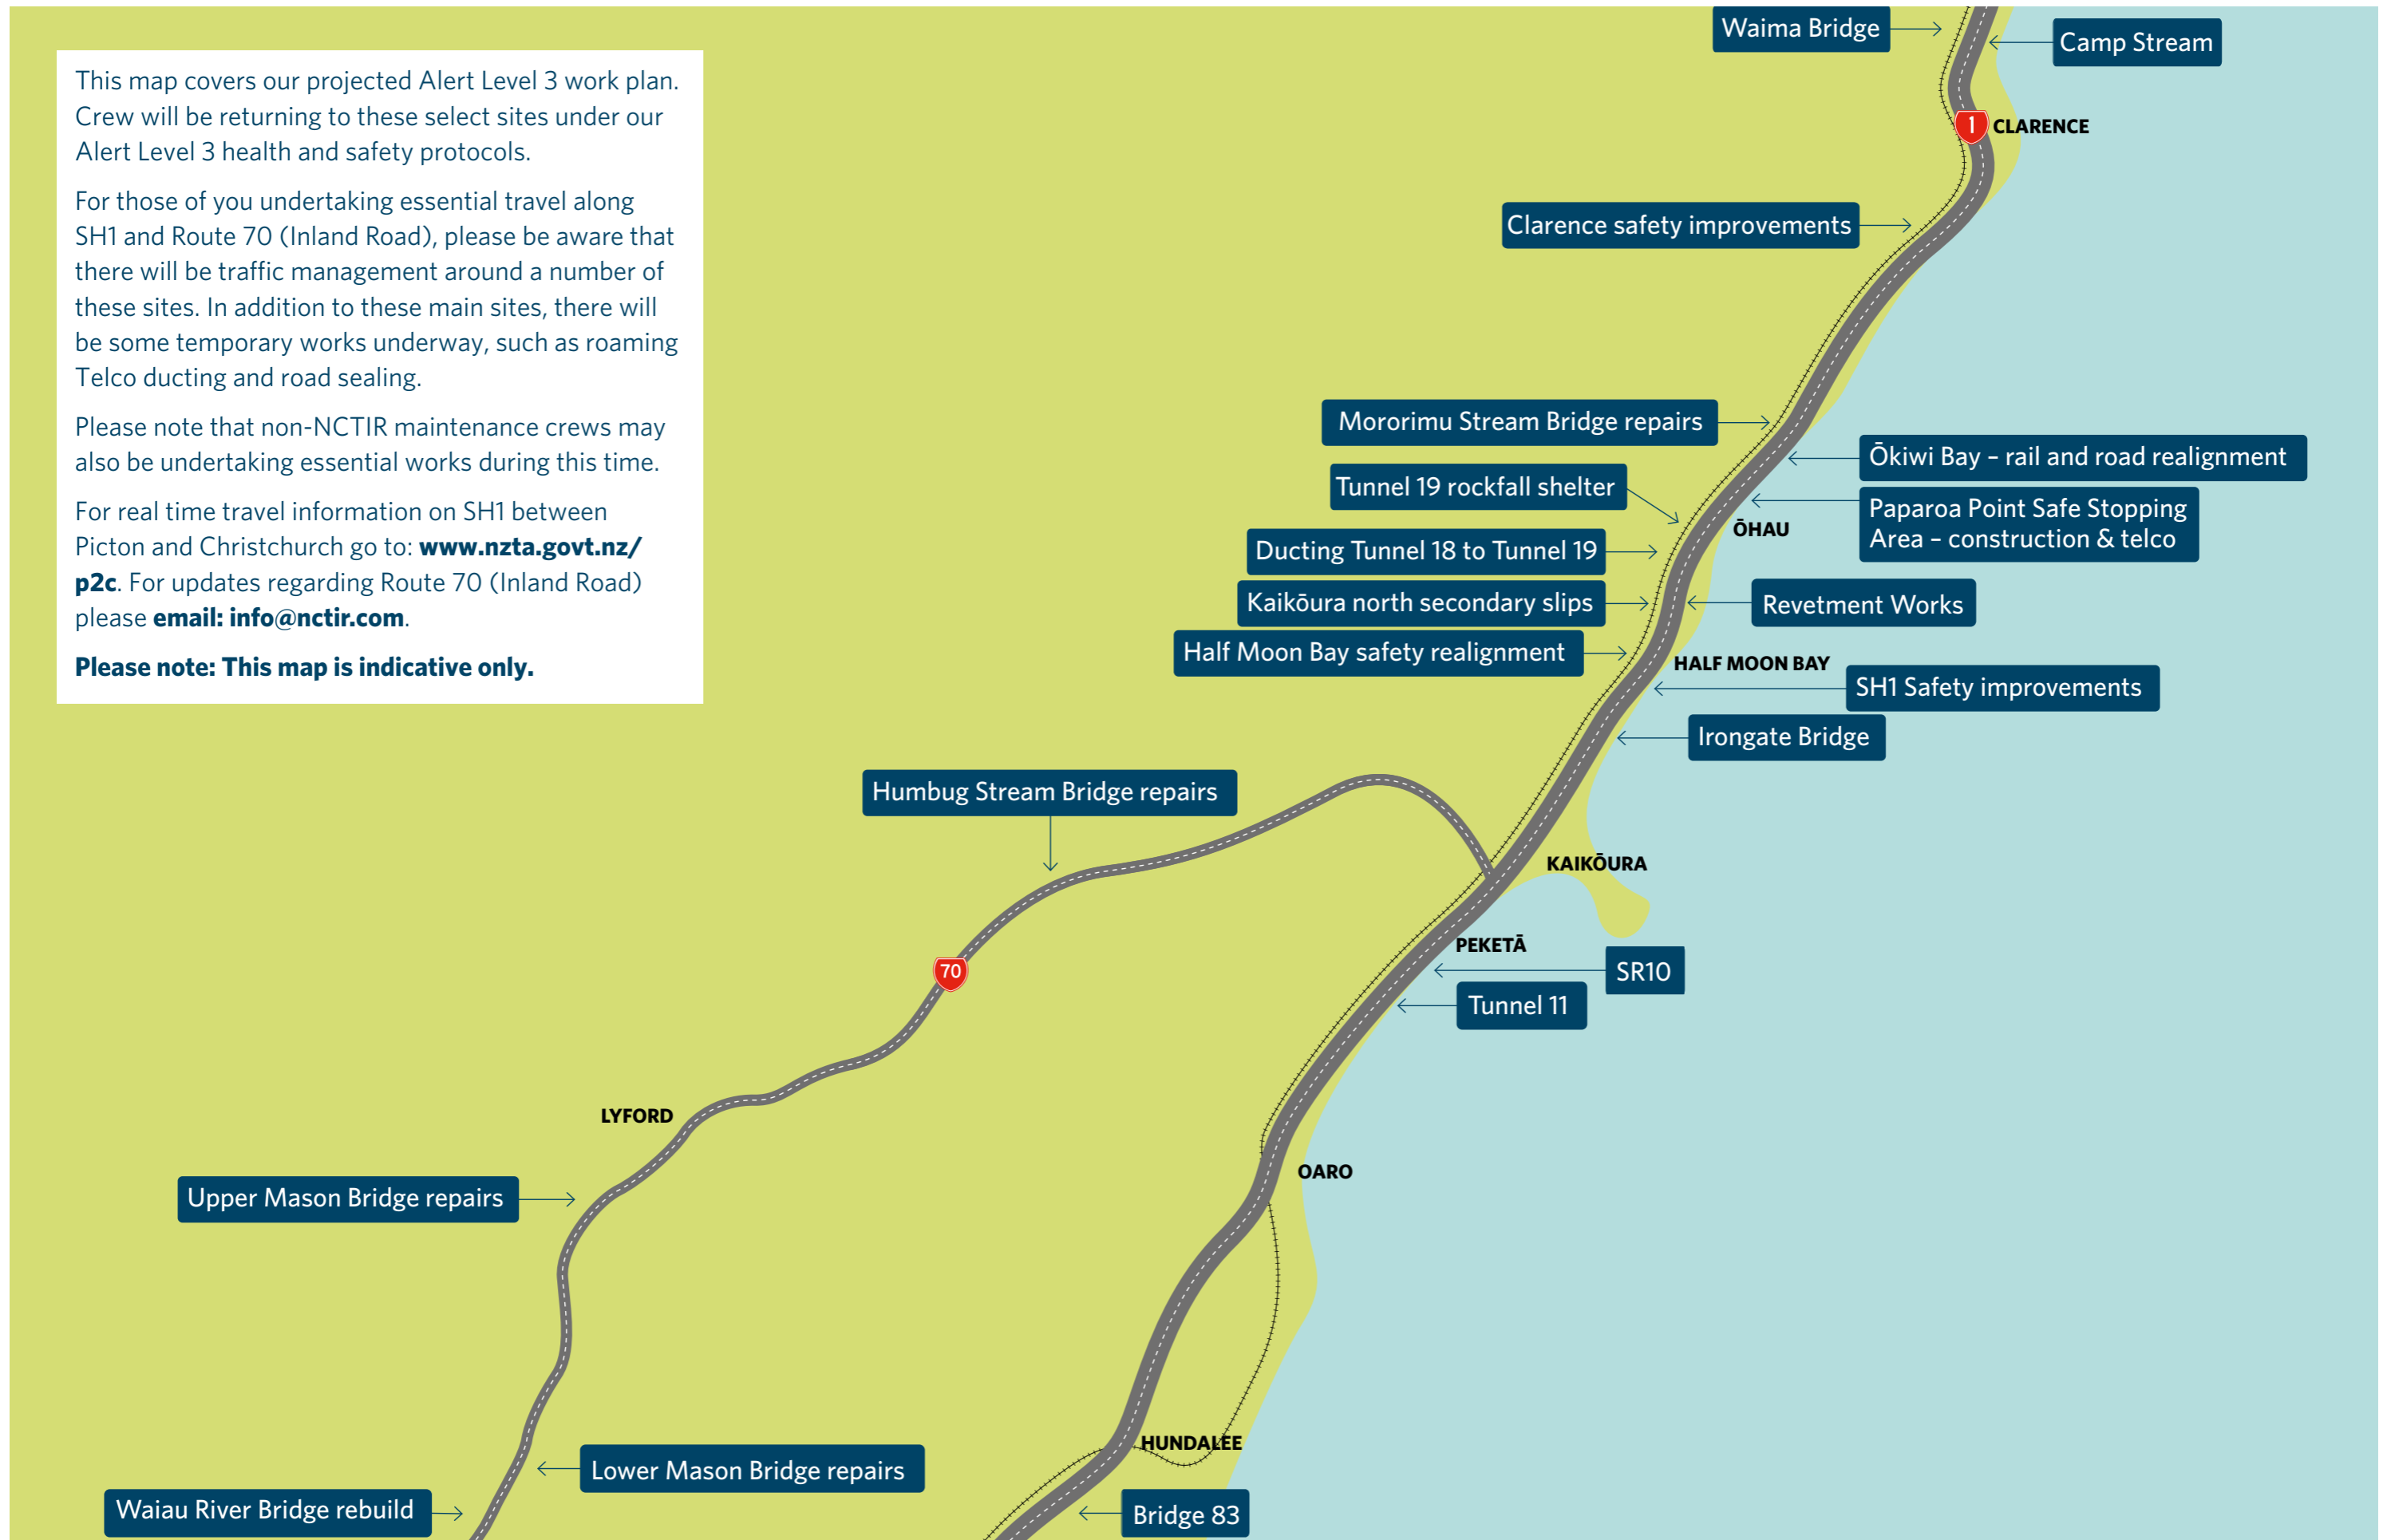 This map covers our projected Alert Level 3 work plan.
Crew will be returning to these select sites under our
Alert Level 3 health and safety protocols.
For those of you undertaking essential travel along
SH1 and Route 70 (Inland Road), please be aware that
there will be traffic management around a number of
these sites. In addition to these main sites, there will
be some temporary works underway, such as roaming
Telco ducting and road sealing.
Please note that non-NCTIR maintenance crews may
also be undertaking essential works during this time.
For real time travel information on SH1 between
Picton and Christchurch go to: www.nzta.govt.nz/
p2c. For updates regarding Route 70 (Inland Road)
please email: info@nctir.com.
Please note: This map is indicative only.
Waima Bridge
Camp Stream
1
CLARENCE
Clarence safety improvements
Mororimu Stream Bridge repairs
Ōkiwi Bay – rail and road realignment
Tunnel 19 rockfall shelter
Paparoa Point Safe Stopping
Area – construction & telco
ŌHAU
Ducting Tunnel 18 to Tunnel 19
Kaikōura north secondary slips
Revetment Works
Half Moon Bay safety realignment
HALF MOON BAY
SH1 Safety improvements
Irongate Bridge
Humbug Stream Bridge repairs
KAIKŌURA
PEKETĀ
70
SR10
Tunnel 11
LYFORD
OARO
Upper Mason Bridge repairs
HUNDALEE
Lower Mason Bridge repairs
Waiau River Bridge rebuild
Bridge 83